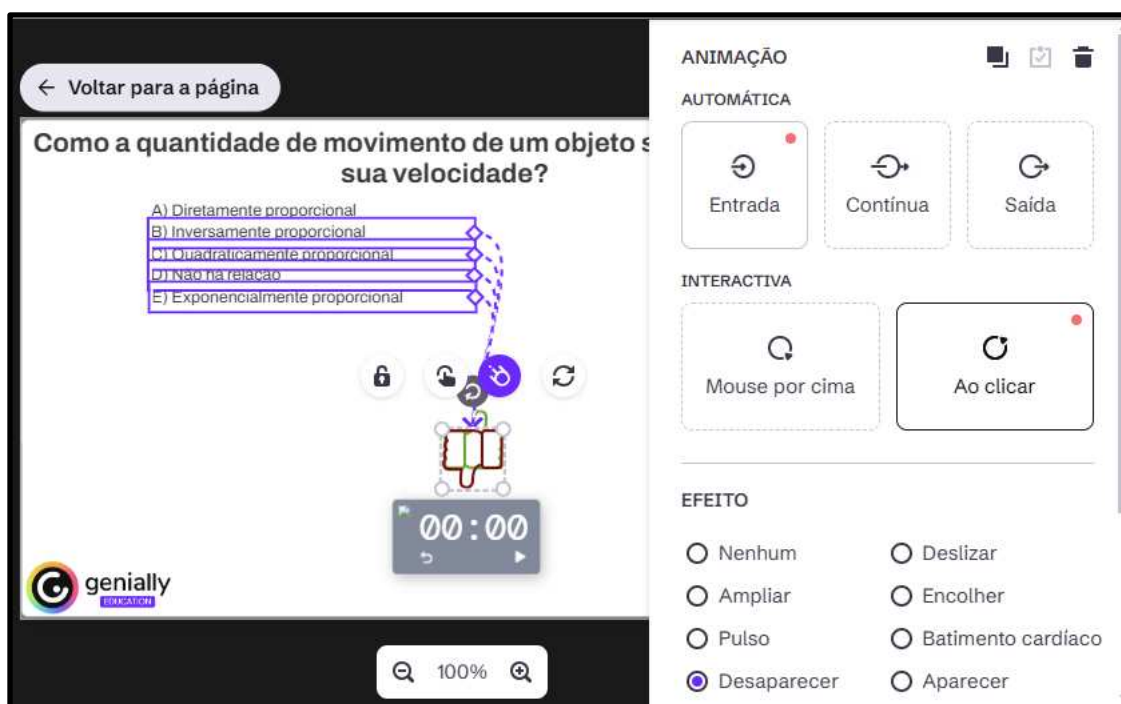 ← Voltar para a página
Como a quantidade de movimento de um objeto s
sua velocidade?
A) Diretamente proporcional
B) Inversamente proporcional
C) Quadraticamente proporcional
D) Não há relação
E) Exponencialmente proporcional
00:00
genially
EDUCATION
100%
ANIMAÇÃO
AUTOMÁTICA
Entrada Contínua Saída
INTERACTIVA
Mouse por cima Ao clicar
EFEITO
Nenhum Deslizar
Ampliar Encolher
Pulso Batimento cardíaco
Desaparecer Aparecer